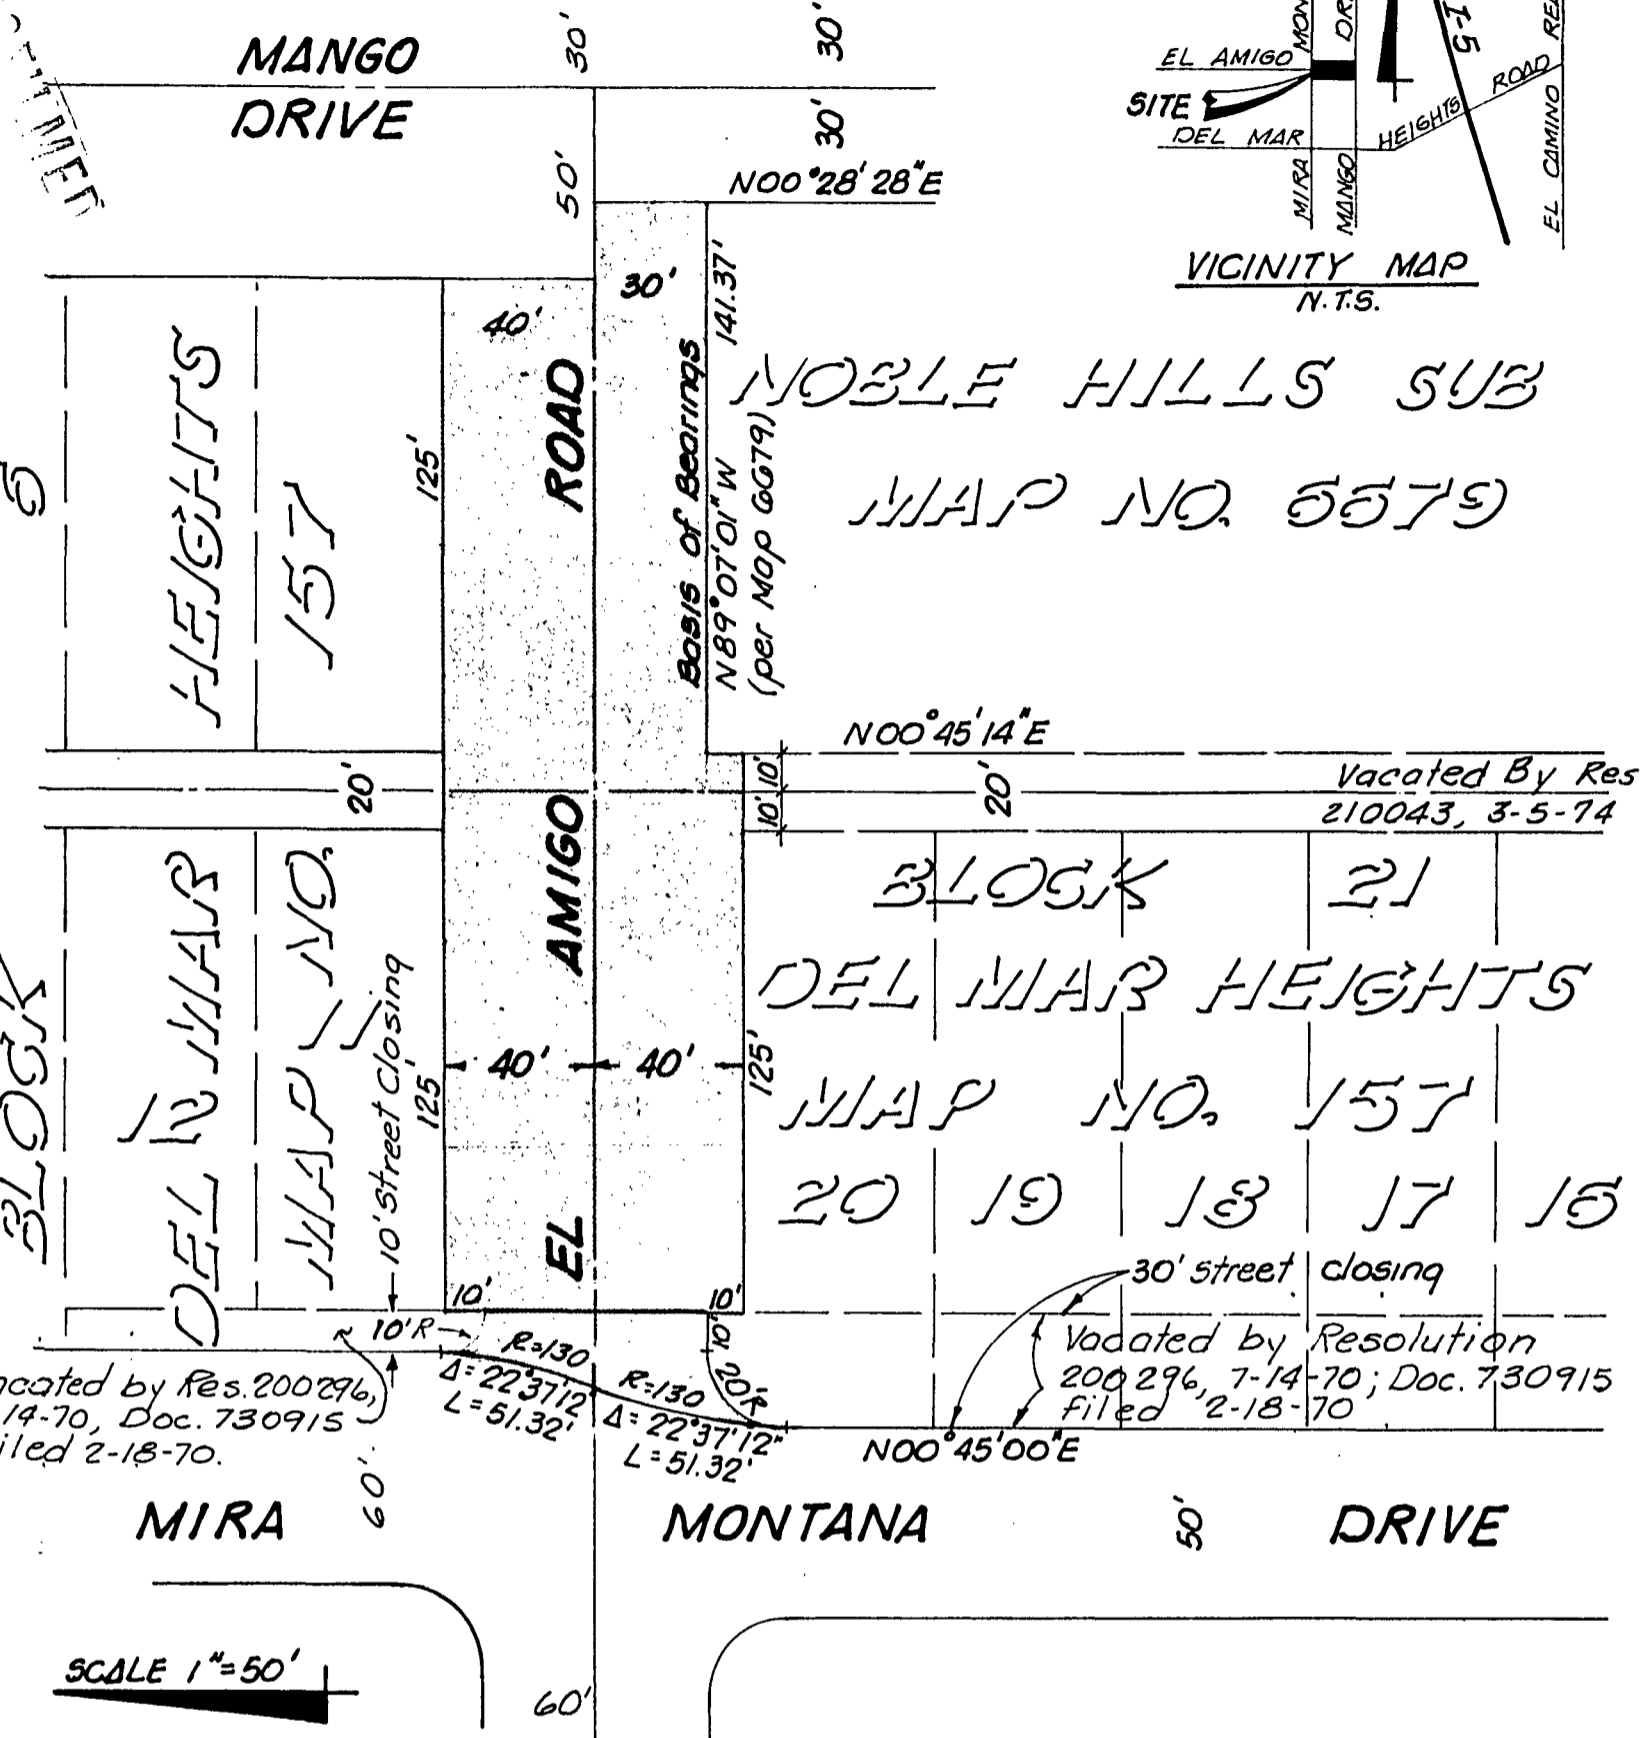 MANGO
DRIVE
30'
30'
30'
50'
N00°28'28"E
EL AMIGO
SITE
DEL MAR
HEIGHTS
ROAD
MIRA
MANGO
I-5
EL CAMINO
VICINITY MAP
N.T.S.
40'
30'
141.37'
Basis of Bearings
N89°07'01"W
(per Map 6679)
NOBLE HILLS SUB
MAP NO. 6679
5
HEIGHTS
157
125'
ROAD
N00°45'14"E
20'
10'
10'
20'
Vacated By Res
210043, 3-5-74
BLOCK
12
DEL MAR
MAP NO.
10' Street Closing
125'
EL AMIGO
40'
40'
125'
BLOCK 21
DEL MAR HEIGHTS
MAP NO. 157
20 19 18 17 16
30' street closing
10'
10'
10'
10'R
20'R
R=130
Δ=22°37'12"
L=51.32'
R=130
Δ=22°37'12"
L=51.32'
Vacated by Resolution
200296, 7-14-70; Doc. 730915
filed 2-18-70
by Res. 200296,
14-70, Doc. 730915
2-18-70.
N00°45'00"E
60'
MIRA MONTANA DRIVE
50'
SCALE 1"=50'
60'